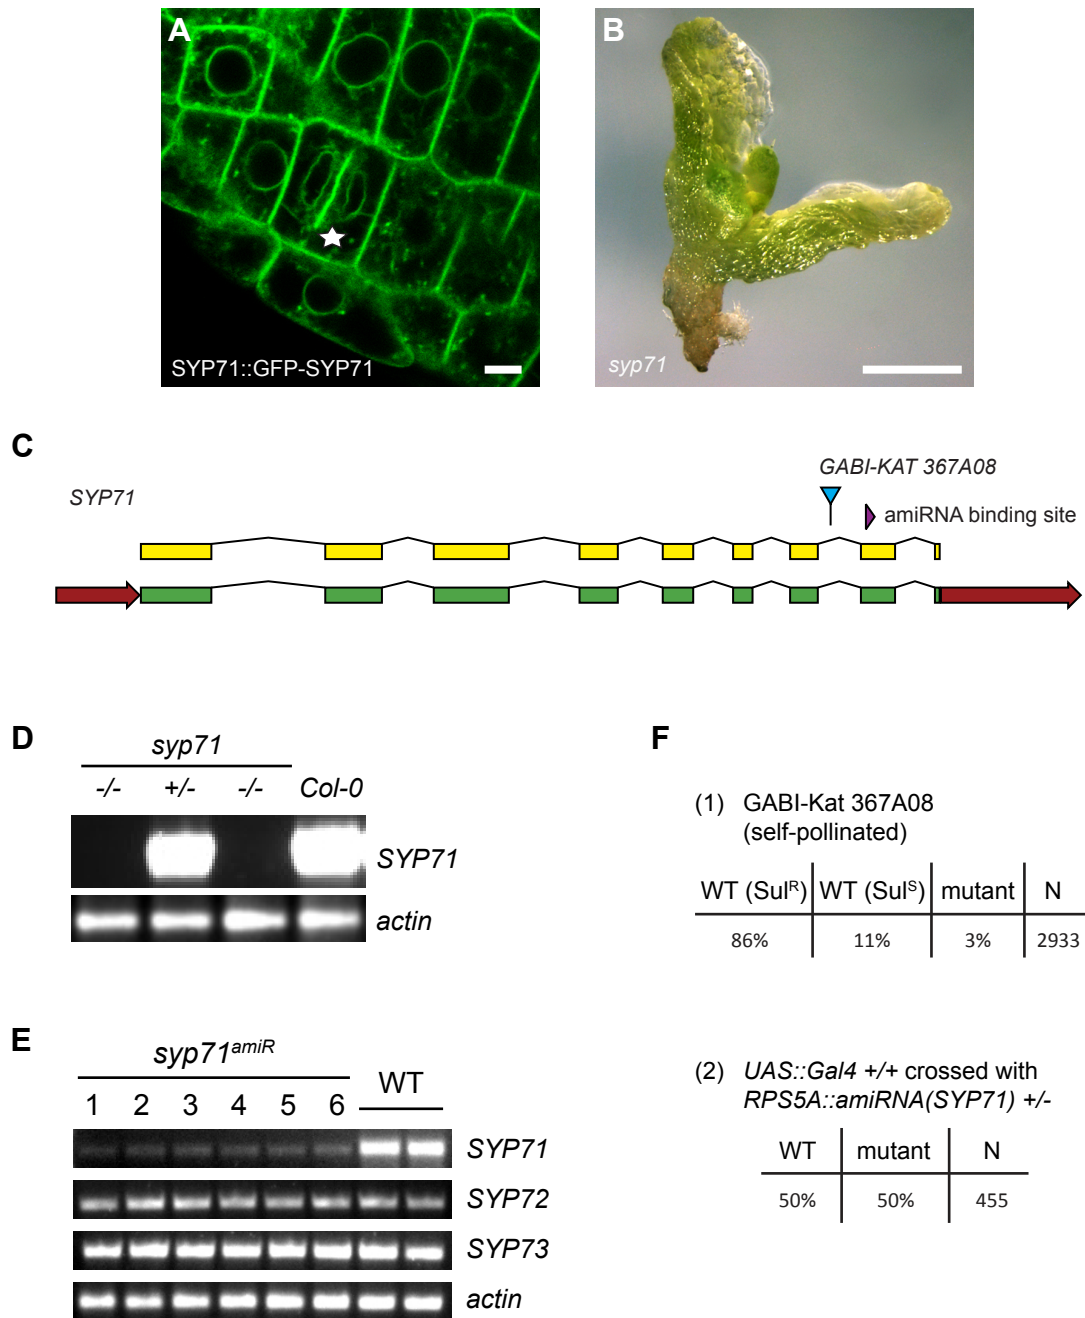 A
SYP71::GFP-SYP71
B
syp71
C
GABI-KAT 367A08
SYP71
amiRNA binding site
D
syp71
-/- +/- -/- Col-0
SYP71
actin
E
syp71amiR
WT
1 2 3 4 5 6
SYP71
SYP72
SYP73
actin
F
(1) GABI-Kat 367A08
(self-pollinated)
WT (SulR) WT (SulS) mutant N
86% 11% 3% 2933
(2) UAS::Gal4 +/+ crossed with
RPS5A::amiRNA(SYP71) +/-
WT mutant N
50% 50% 455